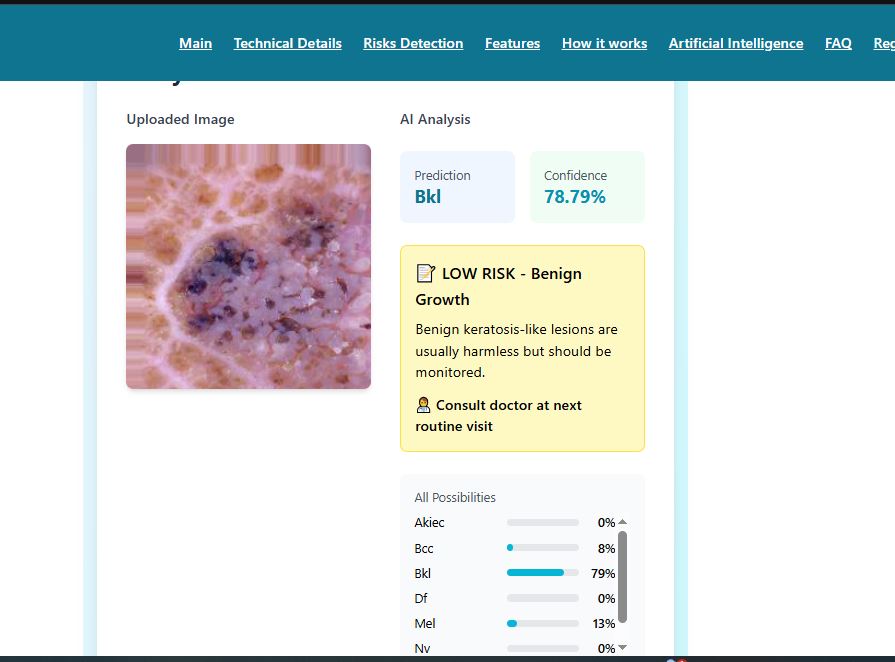 Main Technical Details Risks Detection Features How it works Artificial Intelligence FAQ
Uploaded Image
AI Analysis
Prediction
Bkl
Confidence
78.79%
📝 LOW RISK - Benign
Growth
Benign keratosis-like lesions are
usually harmless but should be
monitored.
👩‍⚕️ Consult doctor at next
routine visit
All Possibilities
Akiec 0%
Bcc 8%
Bkl 79%
Df 0%
Mel 13%
Nv 0%